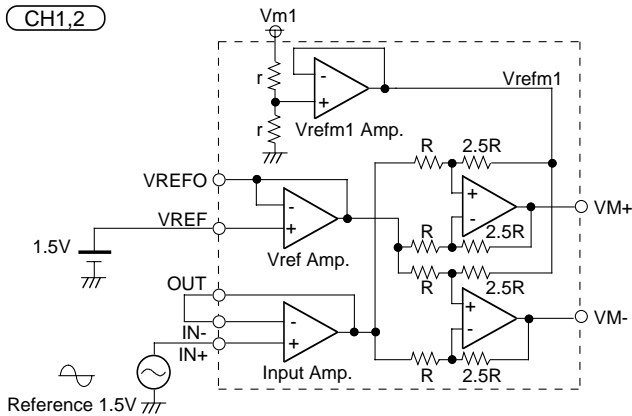 CH1,2
Vm1
r
Vrefm1
r
Vrefm1 Amp.
R 2.5R
VREFO
VM+
VREF
R 2.5R
1.5V
Vref Amp.
R 2.5R
OUT
IN-
VM-
IN+
Input Amp.
R 2.5R
Reference 1.5V
- +
- +
- +
+ -
+ -